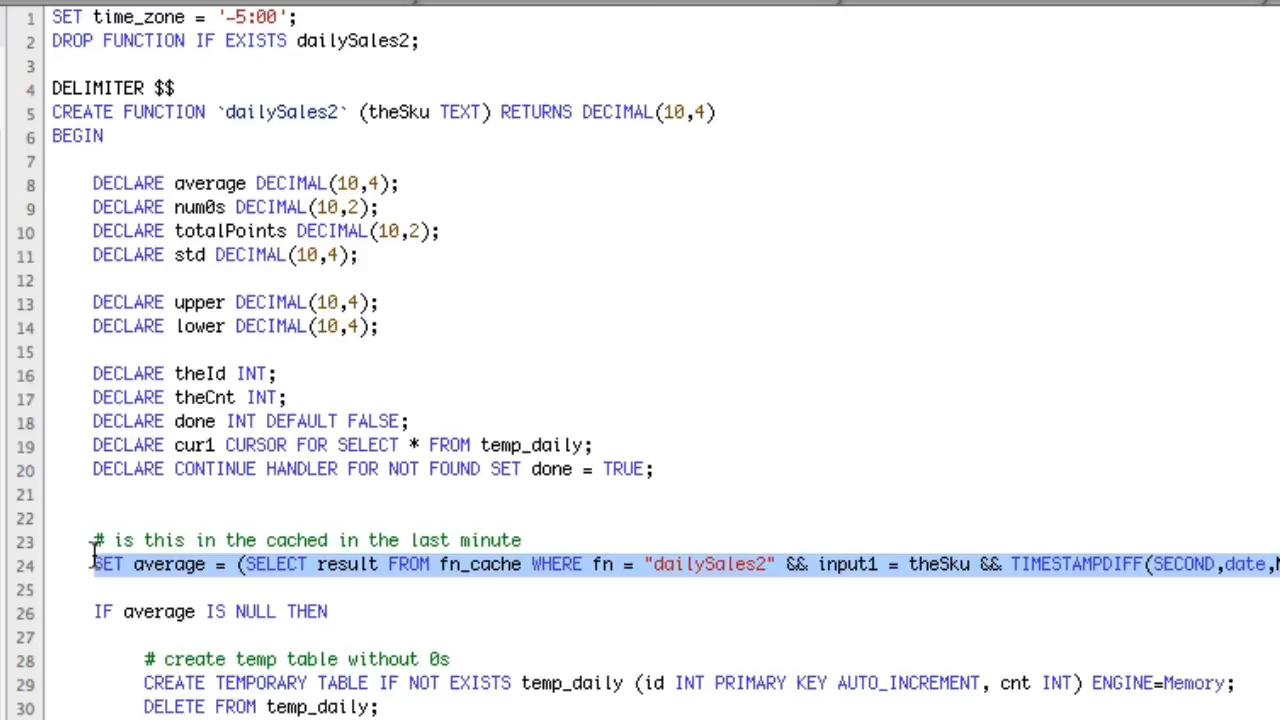 1 SET time_zone = '-5:00';
2 DROP FUNCTION IF EXISTS dailySales2;
3
4 DELIMITER $$
5 CREATE FUNCTION `dailySales2` (theSku TEXT) RETURNS DECIMAL(10,4)
6 BEGIN
7
8 DECLARE average DECIMAL(10,4);
9 DECLARE num0s DECIMAL(10,2);
10 DECLARE totalPoints DECIMAL(10,2);
11 DECLARE std DECIMAL(10,4);
12
13 DECLARE upper DECIMAL(10,4);
14 DECLARE lower DECIMAL(10,4);
15
16 DECLARE theId INT;
17 DECLARE theCnt INT;
18 DECLARE done INT DEFAULT FALSE;
19 DECLARE cur1 CURSOR FOR SELECT * FROM temp_daily;
20 DECLARE CONTINUE HANDLER FOR NOT FOUND SET done = TRUE;
21
22
23 # is this in the cached in the last minute
24 SET average = (SELECT result FROM fn_cache WHERE fn = "dailySales2" && input1 = theSku && TIMESTAMPDIFF(SECOND,date,
25
26 IF average IS NULL THEN
27
28 # create temp table without 0s
29 CREATE TEMPORARY TABLE IF NOT EXISTS temp_daily (id INT PRIMARY KEY AUTO_INCREMENT, cnt INT) ENGINE=Memory;
30 DELETE FROM temp_daily;